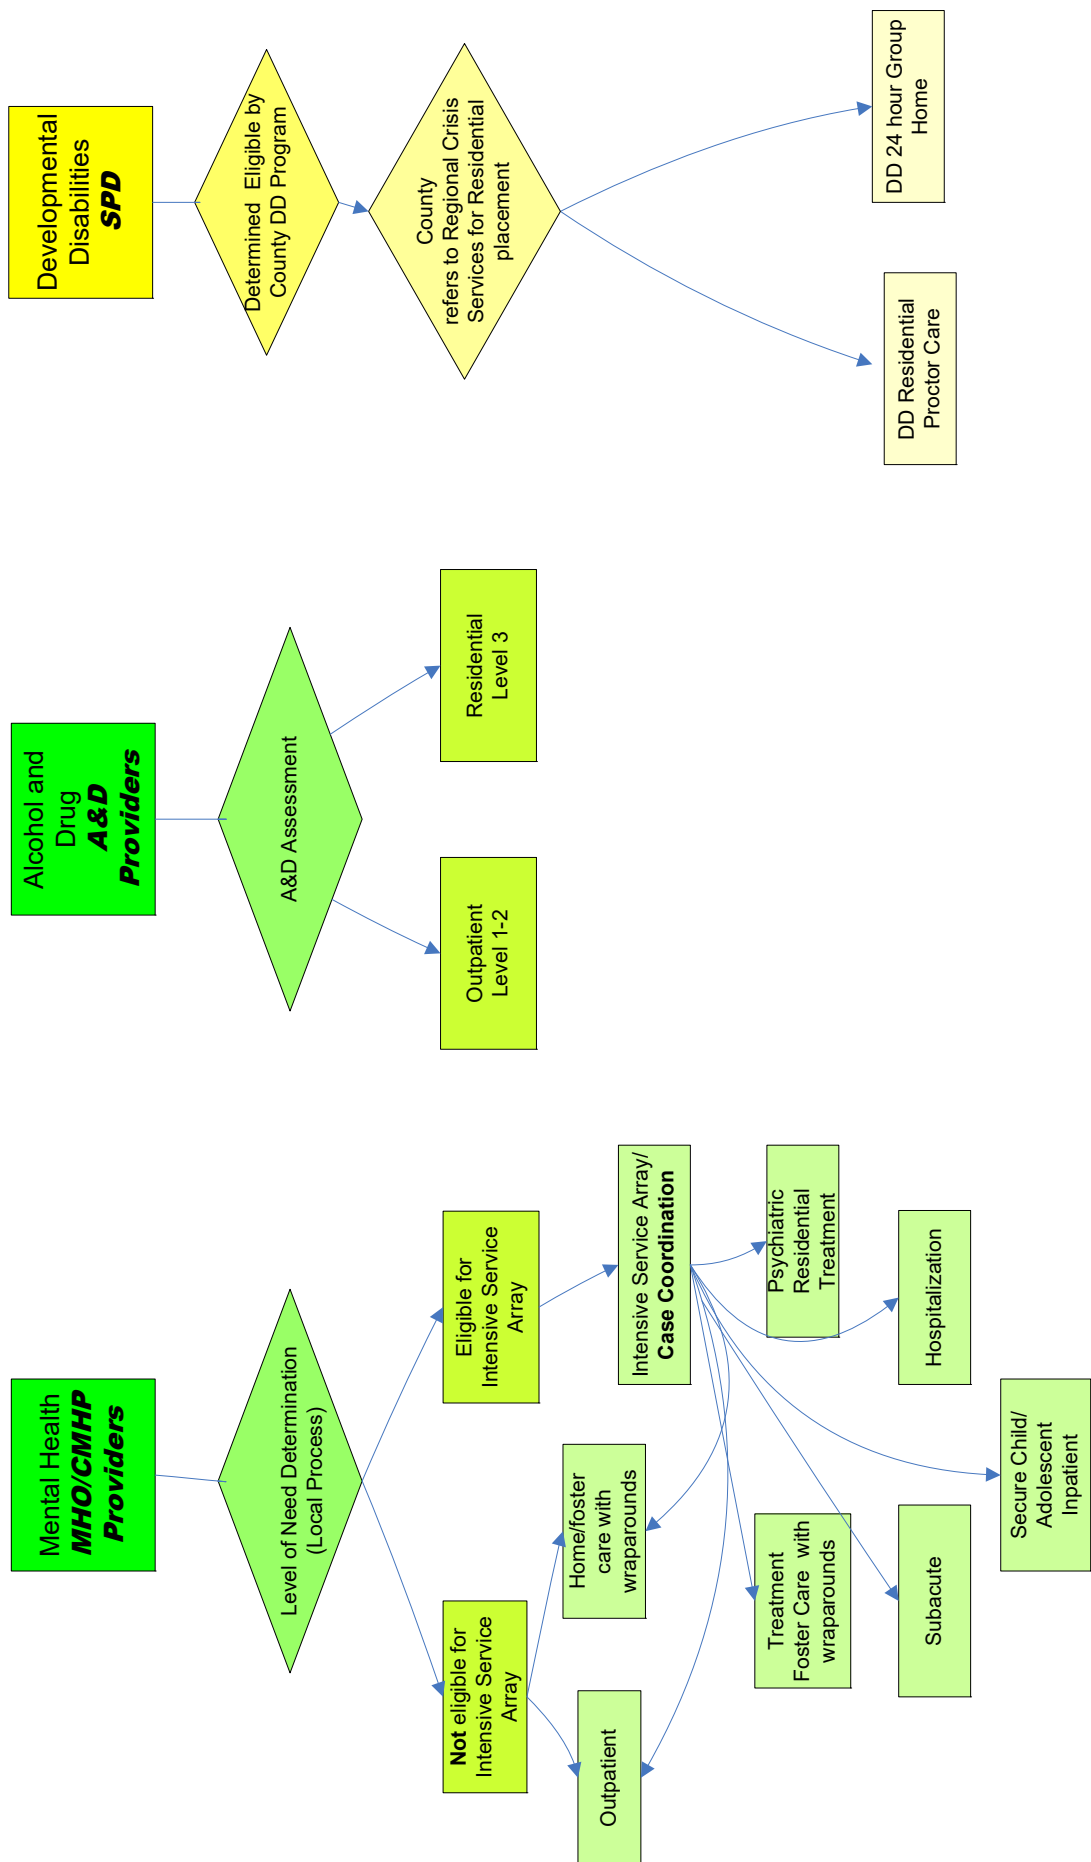 Mental Health
MHO/CMHP
Providers
Level of Need Determination
(Local Process)
Not eligible for
Intensive Service
Array
Eligible for
Intensive Service
Array
Outpatient
Home/foster
care with
wraparounds
Intensive Service Array/
Case Coordination
Treatment
Foster Care with
wraparounds
Psychiatric
Residential
Treatment
Subacute
Hospitalization
Secure Child/
Adolescent
Inpatient
Alcohol and
Drug
A&D
Providers
A&D Assessment
Outpatient
Level 1-2
Residential
Level 3
Developmental
Disabilities
SPD
Determined Eligible by
County DD Program
County
refers to Regional Crisis
Services for Residential
placement
DD Residential
Proctor Care
DD 24 hour Group
Home